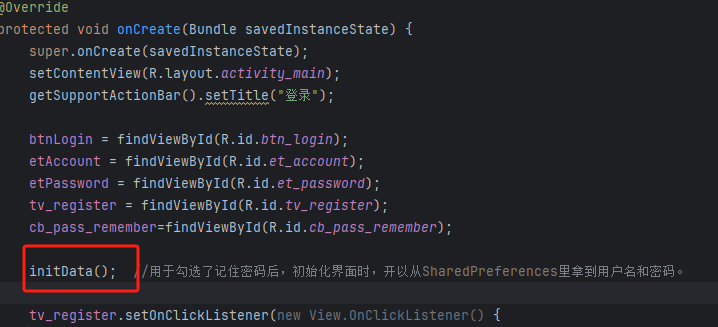 @Override
protected void onCreate(Bundle savedInstanceState) {
super.onCreate(savedInstanceState);
setContentView(R.layout.activity_main);
getSupportActionBar().setTitle("登录");
btnLogin = findViewById(R.id.btn_login);
etAccount = findViewById(R.id.et_account);
etPassword = findViewById(R.id.et_password);
tv_register = findViewById(R.id.tv_register);
cb_pass_remember=findViewById(R.id.cb_pass_remember);
initData(); //用于勾选了记住密码后，初始化界面时，开以从SharedPreferences里拿到用户名和密码。
tv_register.setOnClickListener(new View.OnClickListener() {